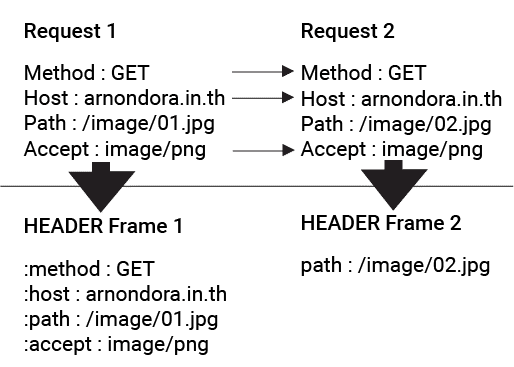 Request 1
Method : GET
Host : arnondora.in.th
Path : /image/01.jpg
Accept : image/png
Request 2
Method : GET
Host : arnondora.in.th
Path : /image/02.jpg
Accept : image/png
HEADER Frame 1
:method : GET
:host : arnondora.in.th
:path : /image/01.jpg
:accept : image/png
HEADER Frame 2
path : /image/02.jpg